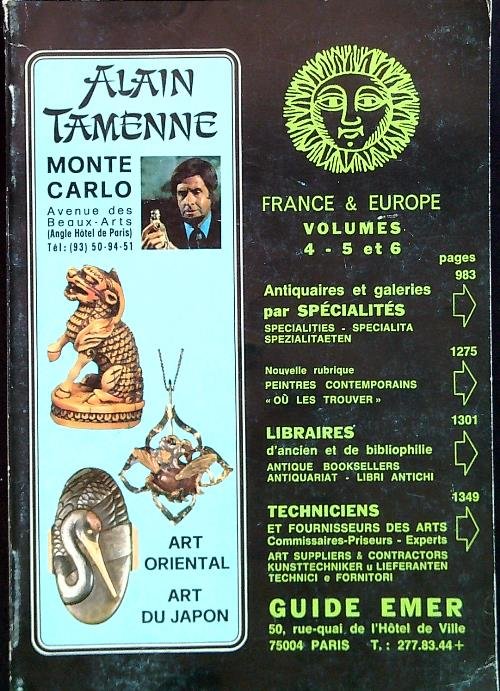 ALAIN
TAMENNE
MONTE
CARLO
Avenue des
Beaux-Arts
(Angle Hôtel de Paris)
Tél: (93) 50-94-51
ART
ORIENTAL
ART
DU JAPON
FRANCE & EUROPE
VOLUMES
4 - 5 et 6
pages
983
Antiquaires et galeries
par SPÉCIALITÉS
SPECIALITIES - SPECIALITA
SPEZIALITAETEN
1275
Nouvelle rubrique
PEINTRES CONTEMPORAINS
« OÙ LES TROUVER »
1301
LIBRAIRES
d'ancien et de bibliophilie
ANTIQUE BOOKSELLERS
ANTIQUARIAT - LIBRI ANTICHI
1349
TECHNICIENS
ET FOURNISSEURS DES ARTS
Commissaires-Priseurs - Experts
ART SUPPLIERS & CONTRACTORS
KUNSTTECHNIKER u LIEFERANTEN
TECHNICI e FORNITORI
GUIDE EMER
50, rue-quai de l'Hôtel de Ville
75004 PARIS T. : 277.83.44+